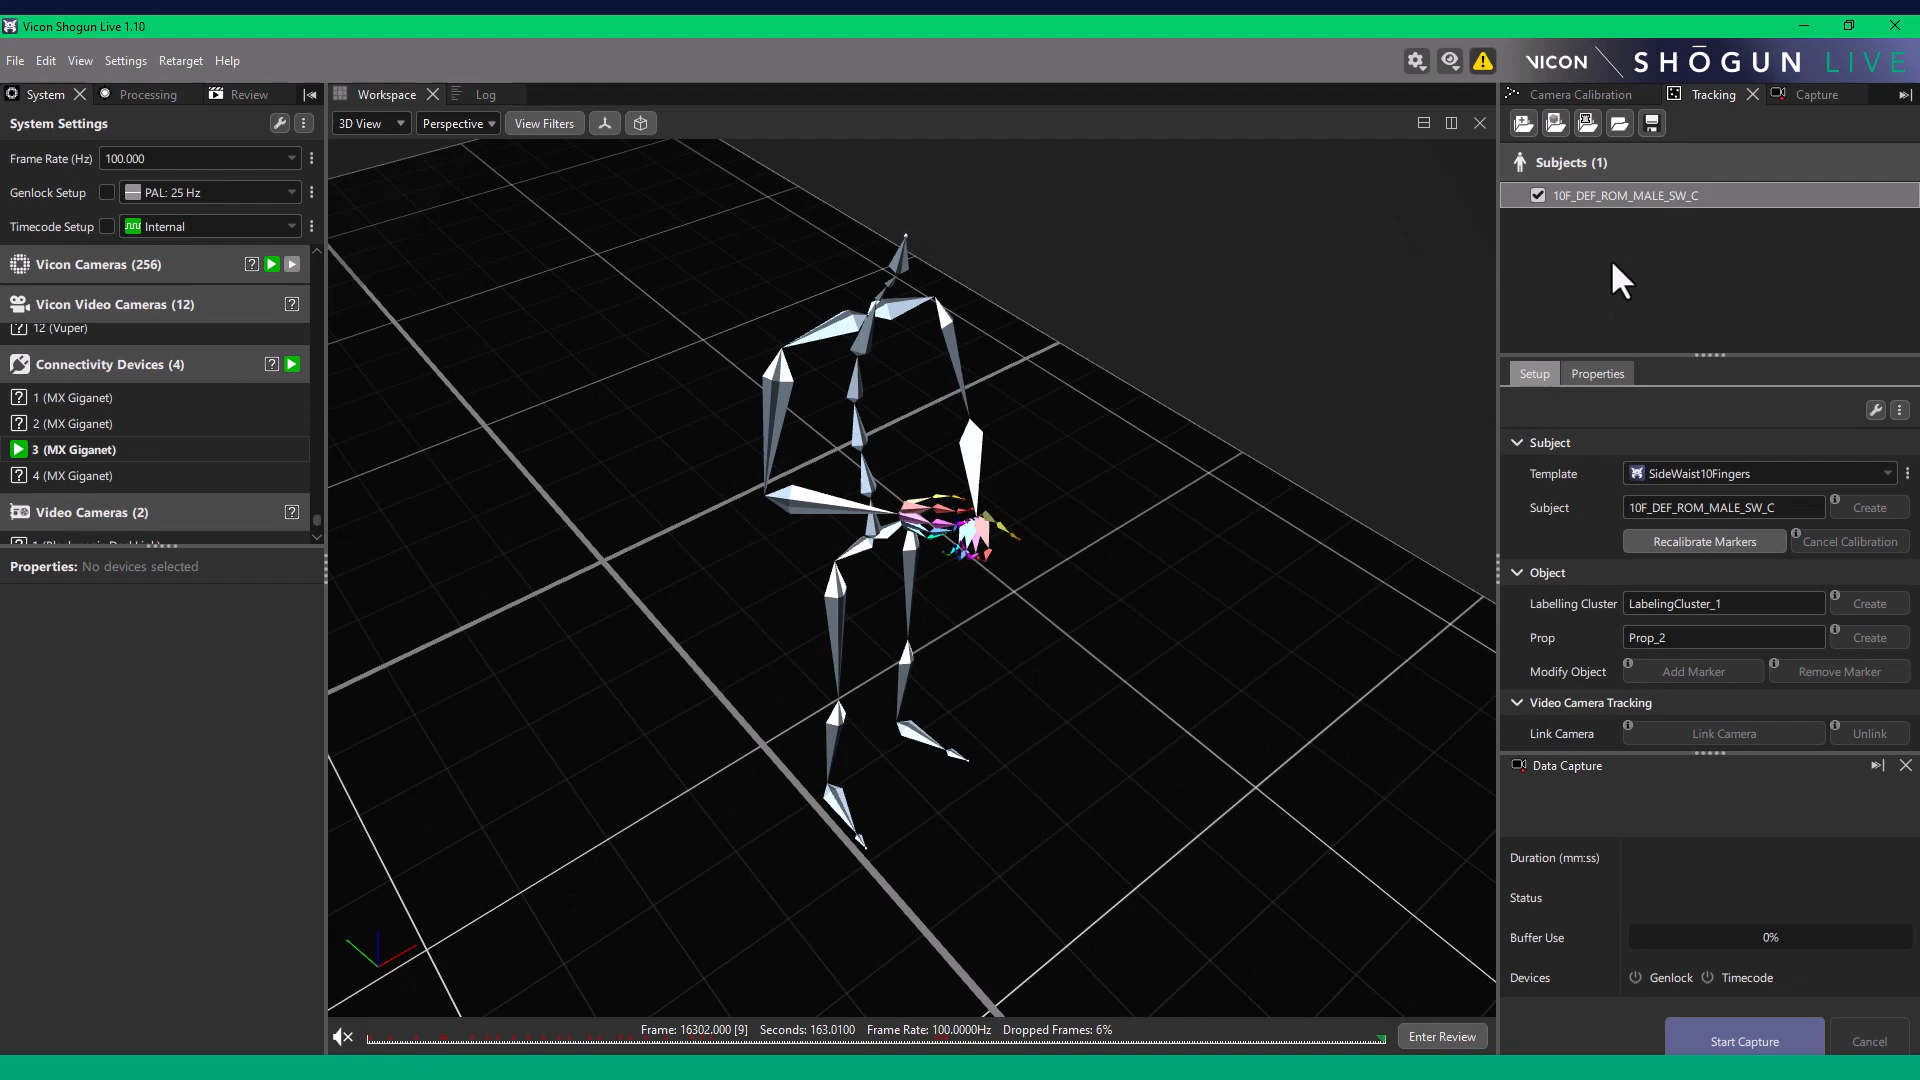 Vicon Shogun Live 1.10
File Edit View Settings Retarget Help
VICON SHŌGUN LIVE
System Processing Review
Workspace Log
Camera Calibration Tracking Capture
System Settings
3D View Perspective View Filters
Frame Rate (Hz) 100.000
Genlock Setup PAL: 25 Hz
Timecode Setup Internal
Vicon Cameras (256)
Vicon Video Cameras (12)
12 (Vuper)
Connectivity Devices (4)
1 (MX Giganet)
2 (MX Giganet)
3 (MX Giganet)
4 (MX Giganet)
Video Cameras (2)
Properties: No devices selected
Subjects (1)
10F_DEF_ROM_MALE_SW_C
Setup Properties
Subject
Template SideWaist10Fingers
Subject 10F_DEF_ROM_MALE_SW_C Create
Recalibrate Markers Cancel Calibration
Object
Labelling Cluster LabelingCluster_1 Create
Prop Prop_2 Create
Modify Object Add Marker Remove Marker
Video Camera Tracking
Link Camera Link Camera Unlink
Data Capture
Duration (mm:ss)
Status
Buffer Use 0%
Devices Genlock Timecode
Start Capture Cancel
Frame: 16302.000 [9] Seconds: 163.0100 Frame Rate: 100.0000Hz Dropped Frames: 6%
Enter Review